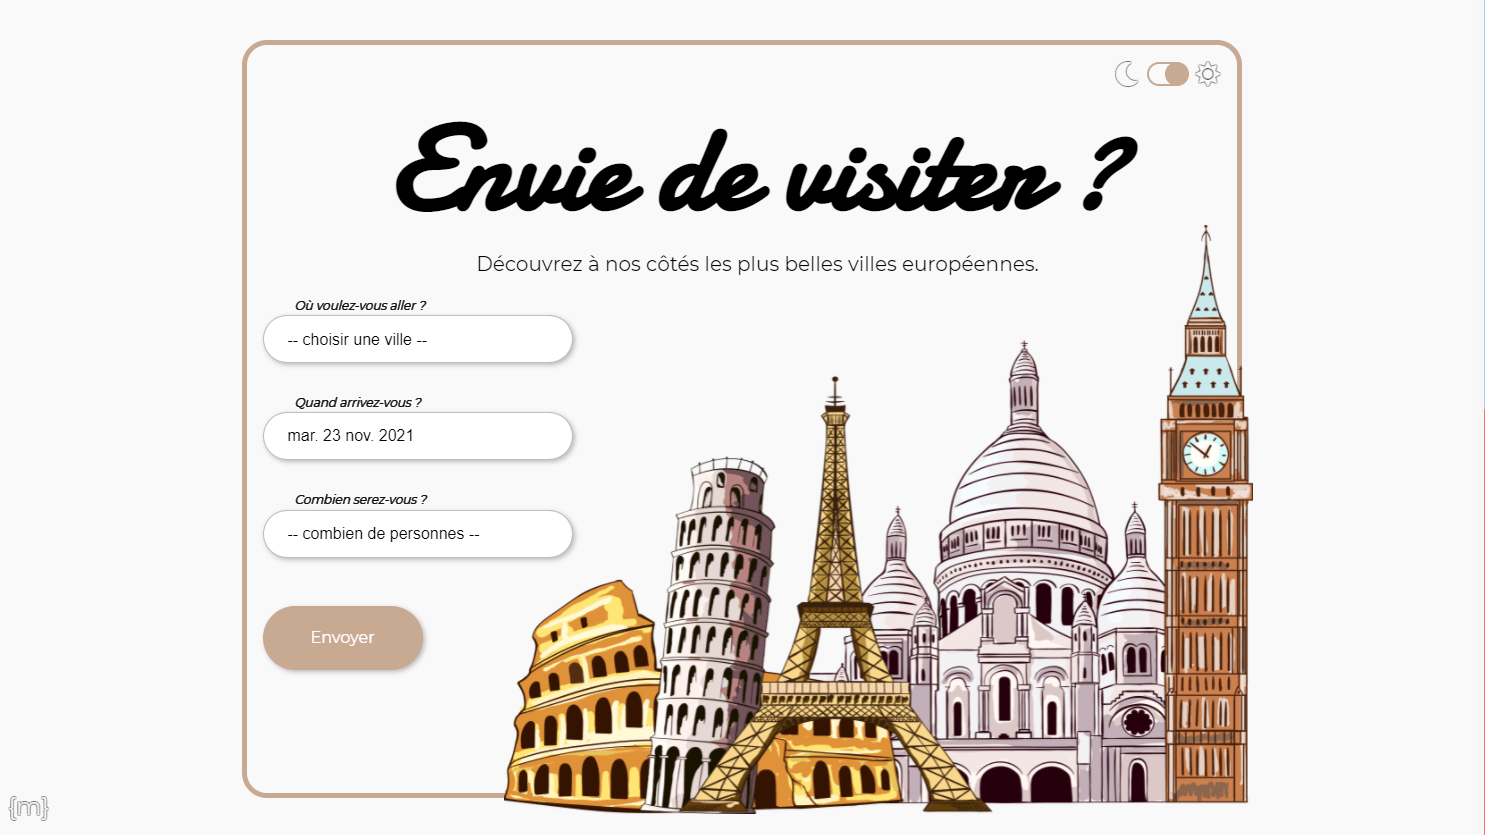 Envie de visiter ?
Découvrez à nos côtés les plus belles villes européennes.
Où voulez-vous aller ?
-- choisir une ville --
Quand arrivez-vous ?
mar. 23 nov. 2021
Combien serez-vous ?
-- combien de personnes --
Envoyer
{m}